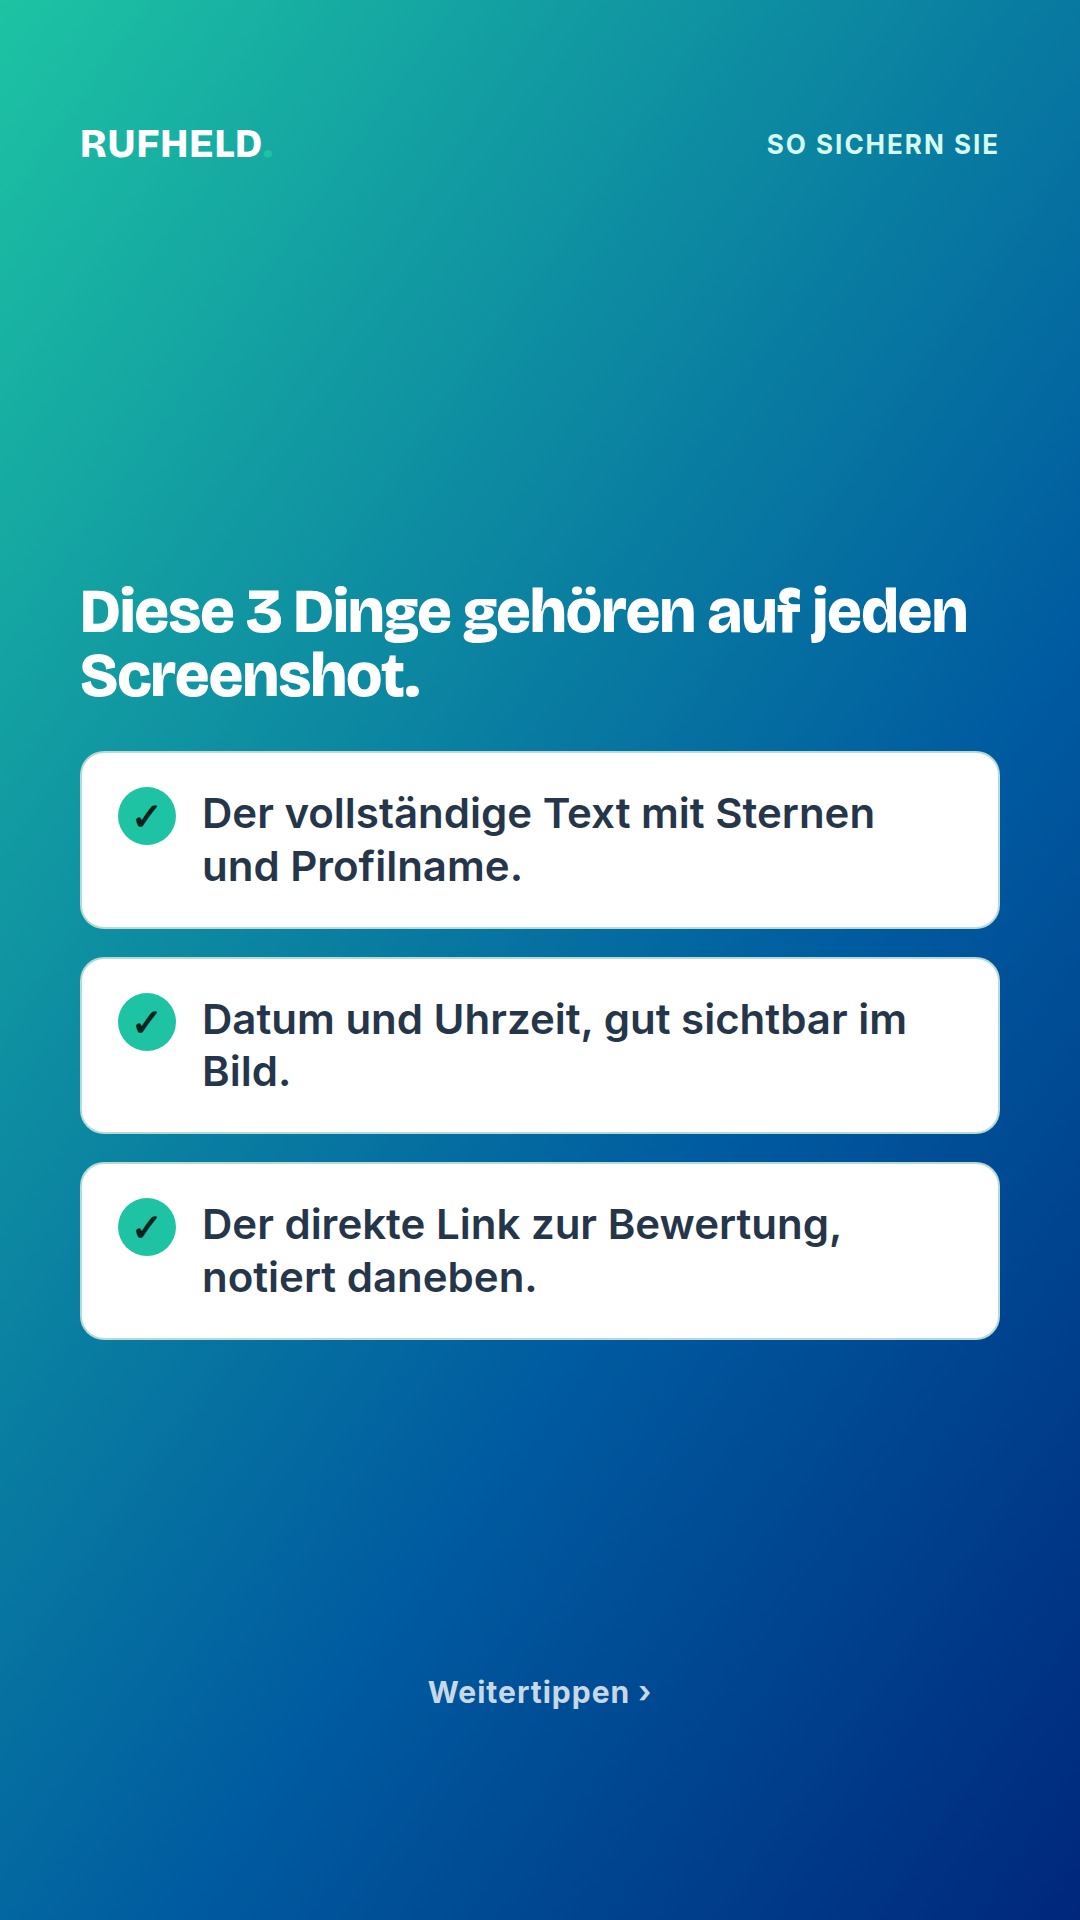 RUFHELD.
SO SICHERN SIE
Diese 3 Dinge gehören auf jeden
Screenshot.
✓ Der vollständige Text mit Sternen
und Profilname.
✓ Datum und Uhrzeit, gut sichtbar im
Bild.
✓ Der direkte Link zur Bewertung,
notiert daneben.
Weitertippen ›